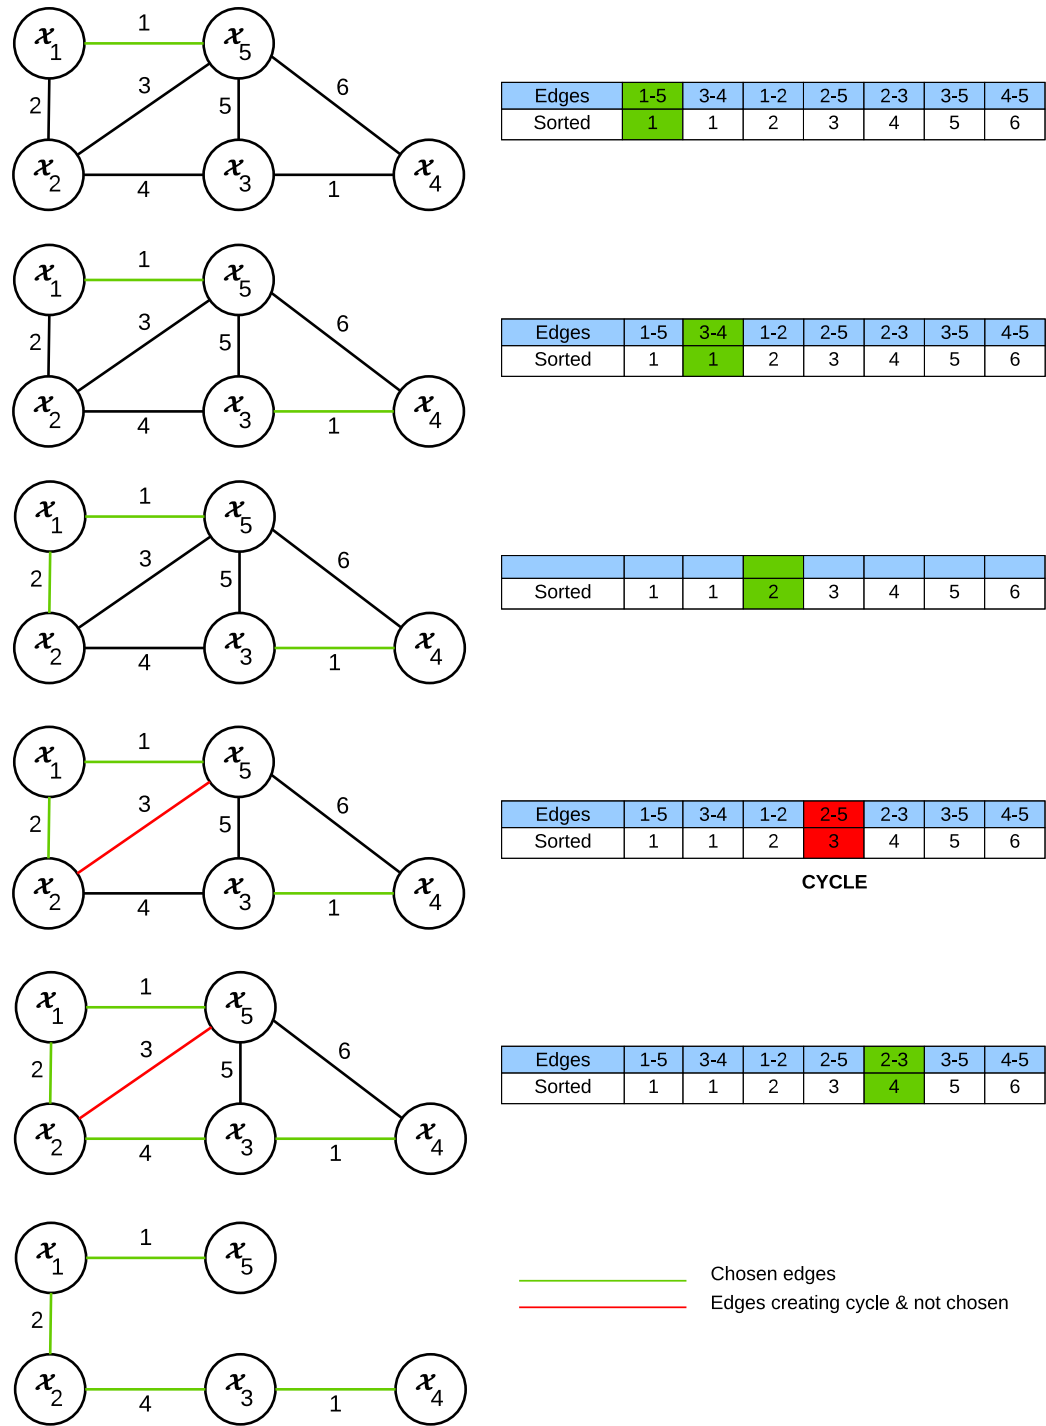 x1 1 x5
2 3 5 6
x2 4 x3 1 x4
Edges 1-5 3-4 1-2 2-5 2-3 3-5 4-5
Sorted 1 1 2 3 4 5 6
x1 1 x5
2 3 5 6
x2 4 x3 1 x4
Edges 1-5 3-4 1-2 2-5 2-3 3-5 4-5
Sorted 1 1 2 3 4 5 6
x1 1 x5
2 3 5 6
x2 4 x3 1 x4
Sorted 1 1 2 3 4 5 6
x1 1 x5
2 3 5 6
x2 4 x3 1 x4
Edges 1-5 3-4 1-2 2-5 2-3 3-5 4-5
Sorted 1 1 2 3 4 5 6
CYCLE
x1 1 x5
2 3 5 6
x2 4 x3 1 x4
Edges 1-5 3-4 1-2 2-5 2-3 3-5 4-5
Sorted 1 1 2 3 4 5 6
x1 1 x5
2
x2 4 x3 1 x4
Chosen edges
Edges creating cycle & not chosen